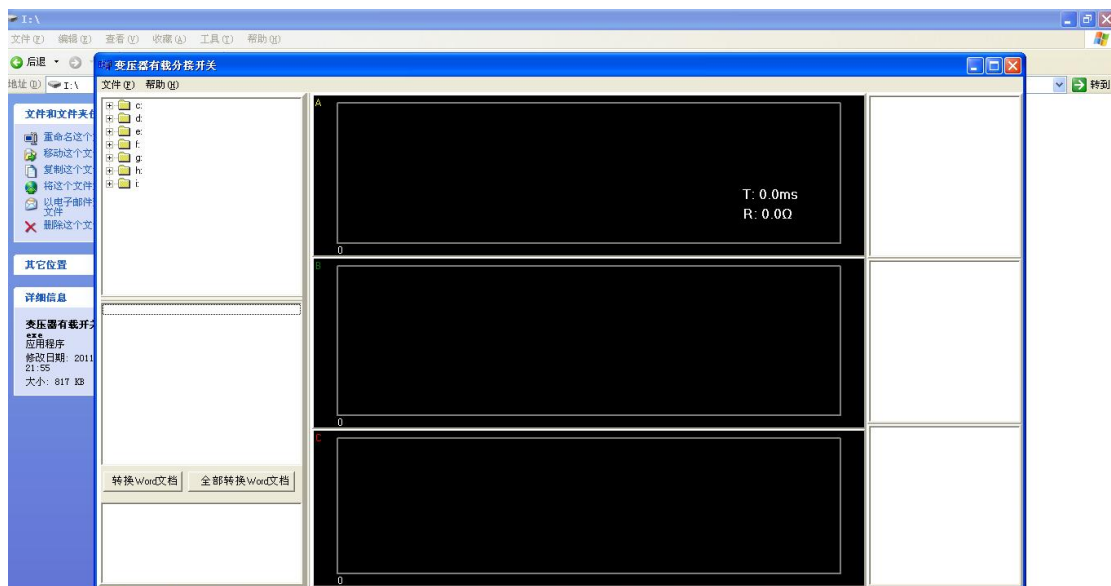 I:\
文件(F) 编辑(E) 查看(V) 收藏(A) 工具(T) 帮助(H)
后退
地址(D) I:\ 转到
变压器有载分接开关
文件(F) 帮助(H)
文件和文件夹任
重命名这个
移动这个文
复制这个文
将这个文件
以电子邮件
文件
删除这个文
其它位置
详细信息
变压器有载开关
exe
应用程序
修改日期: 2011
21:55
大小: 817 KB
c:
d:
e:
f:
g:
h:
i:
转换Word文档 全部转换Word文档
A
T: 0.0ms
R: 0.0Ω
0
B
0
C
0